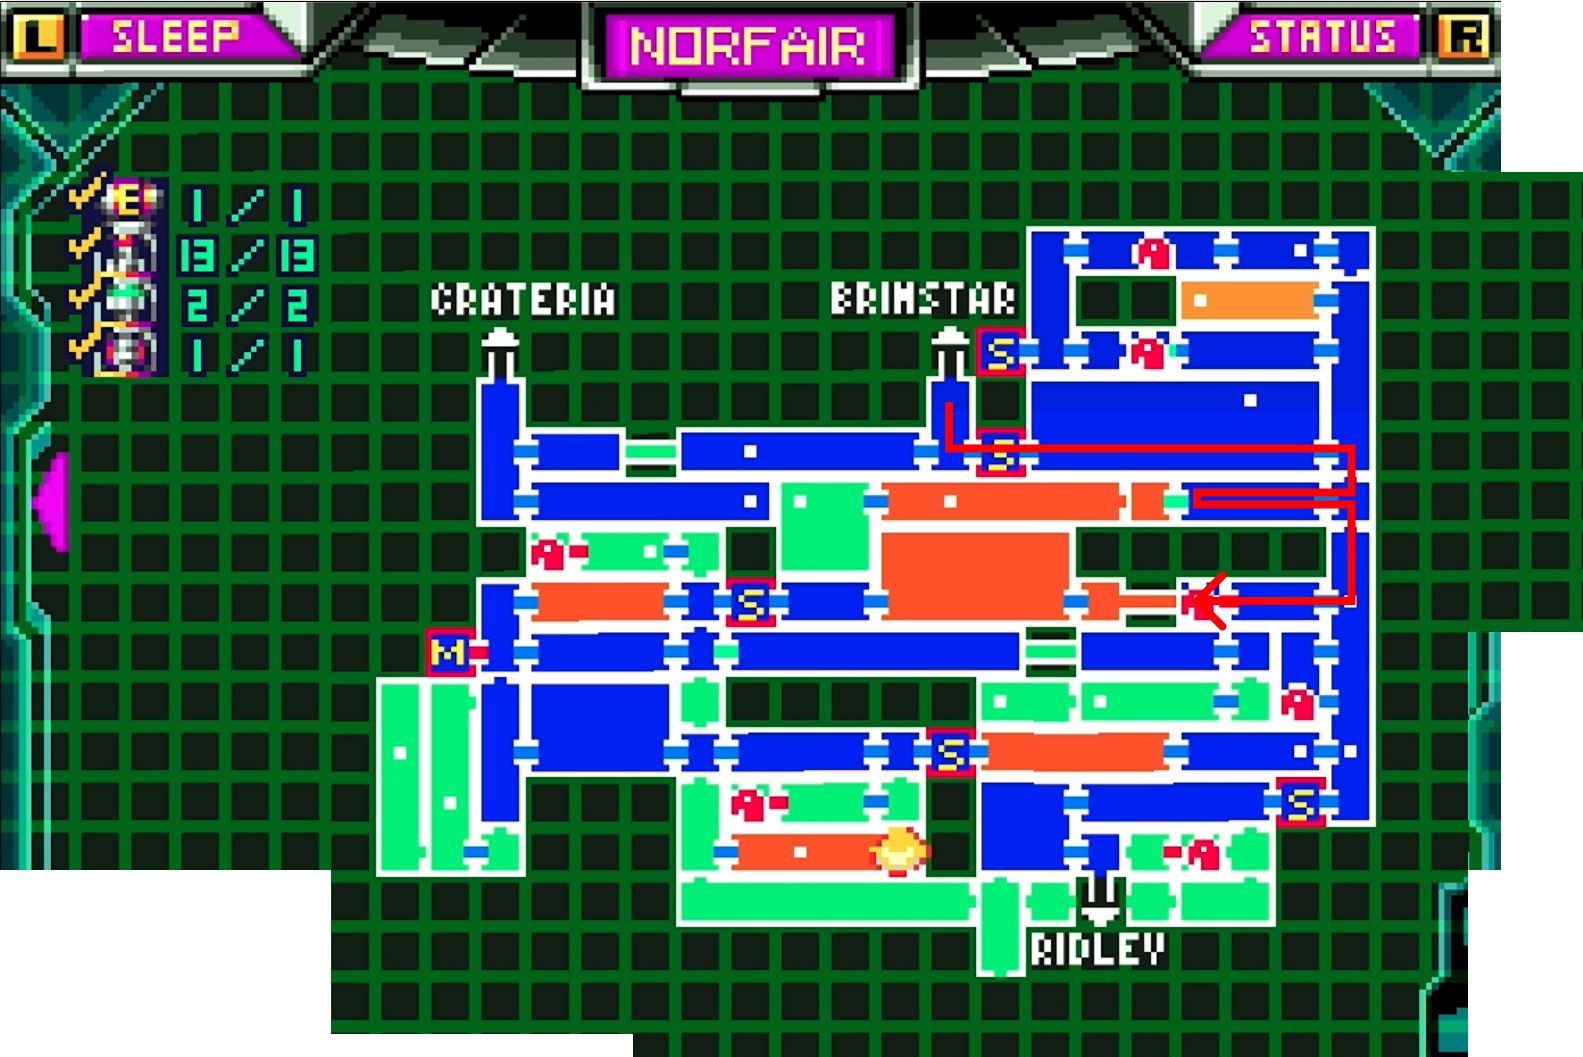 L SLEEP NORFAIR STATUS R
E 1 / 1
13 / 13
2 / 2
1 / 1
CRATERIA BRINSTAR
S
S
S
M
S
S
RIDLEY